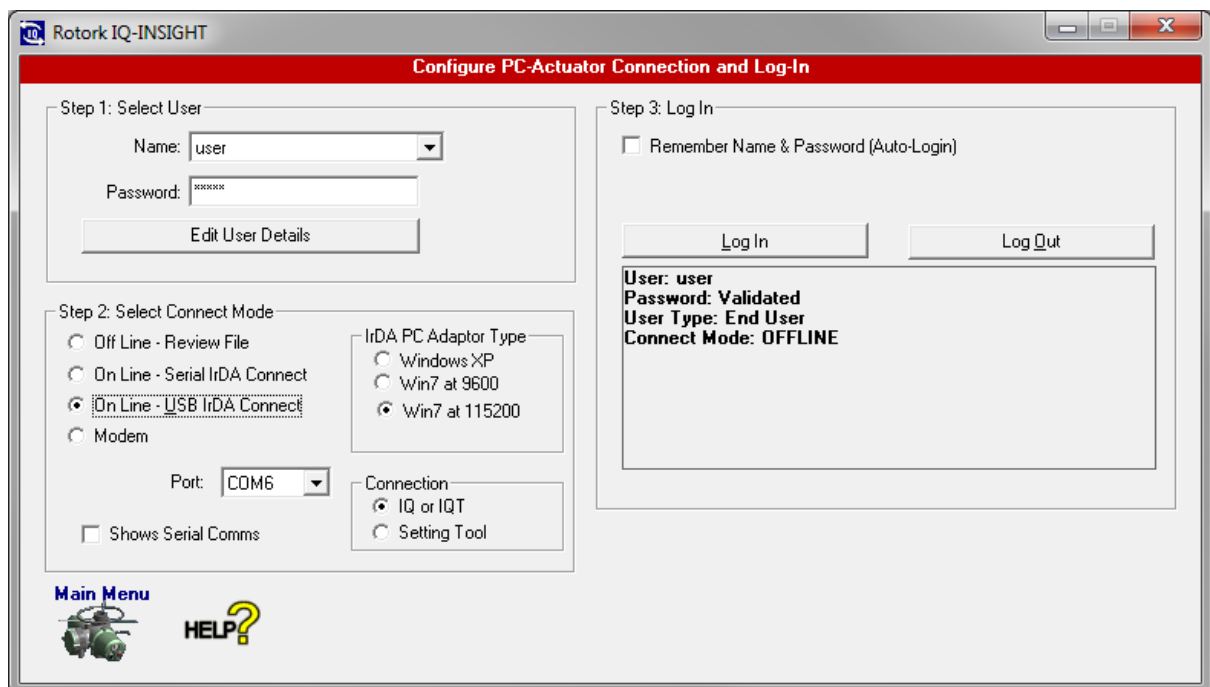 Rotork IQ-INSIGHT
Configure PC-Actuator Connection and Log-In
Step 1: Select User
Name: user
Password: *****
Edit User Details
Step 2: Select Connect Mode
Off Line - Review File
On Line - Serial IrDA Connect
On Line - USB IrDA Connect
Modem
Port: COM6
Shows Serial Comms
IrDA PC Adaptor Type
Windows XP
Win7 at 9600
Win7 at 115200
Connection
IQ or IQT
Setting Tool
Step 3: Log In
Remember Name & Password (Auto-Login)
Log In
Log Out
User: user
Password: Validated
User Type: End User
Connect Mode: OFFLINE
Main Menu
HELP?